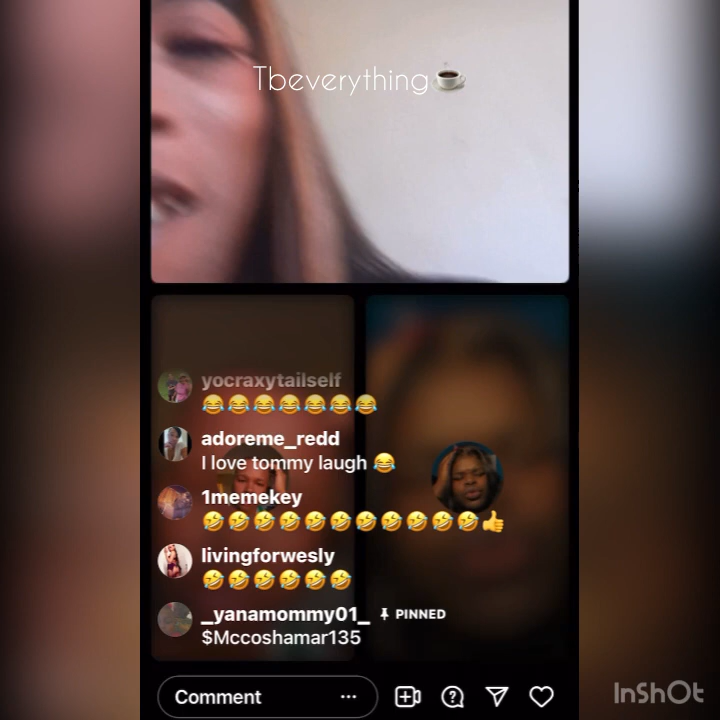 Tbeverything☕
yocraxytailself
😂😂😂😂😂😂😂
adoreme_redd
I love tommy laugh 😂
1memekey
🤣🤣🤣🤣🤣🤣🤣🤣🤣🤣🤣👍
livingforwesly
🤣🤣🤣🤣🤣🤣
_yanamommy01_ PINNED
$Mccoshamar135
Comment ...
InShOt